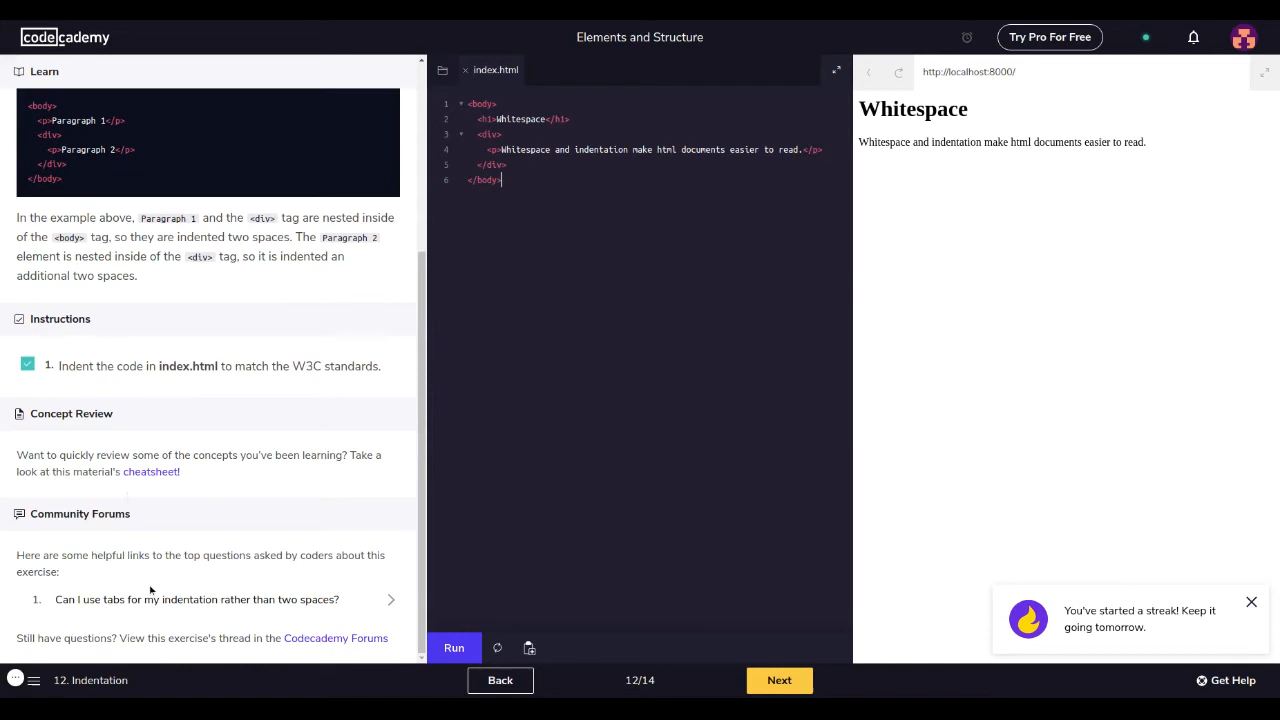 codecademy
Elements and Structure
Try Pro For Free
Learn
<body>
<p>Paragraph 1</p>
<div>
<p>Paragraph 2</p>
</div>
</body>
In the example above, Paragraph 1 and the <div> tag are nested inside
of the <body> tag, so they are indented two spaces. The Paragraph 2
element is nested inside of the <div> tag, so it is indented an
additional two spaces.
Instructions
1. Indent the code in index.html to match the W3C standards.
Concept Review
Want to quickly review some of the concepts you've been learning? Take a
look at this material's cheatsheet!
Community Forums
Here are some helpful links to the top questions asked by coders about this
exercise:
1. Can I use tabs for my indentation rather than two spaces?
Still have questions? View this exercise's thread in the Codecademy Forums
index.html
1 <body>
2 <h1>Whitespace</h1>
3 <div>
4 <p>Whitespace and indentation make html documents easier to read.</p>
5 </div>
6 </body>
Run
http://localhost:8000/
Whitespace
Whitespace and indentation make html documents easier to read.
You've started a streak! Keep it
going tomorrow.
12. Indentation
Back
12/14
Next
Get Help